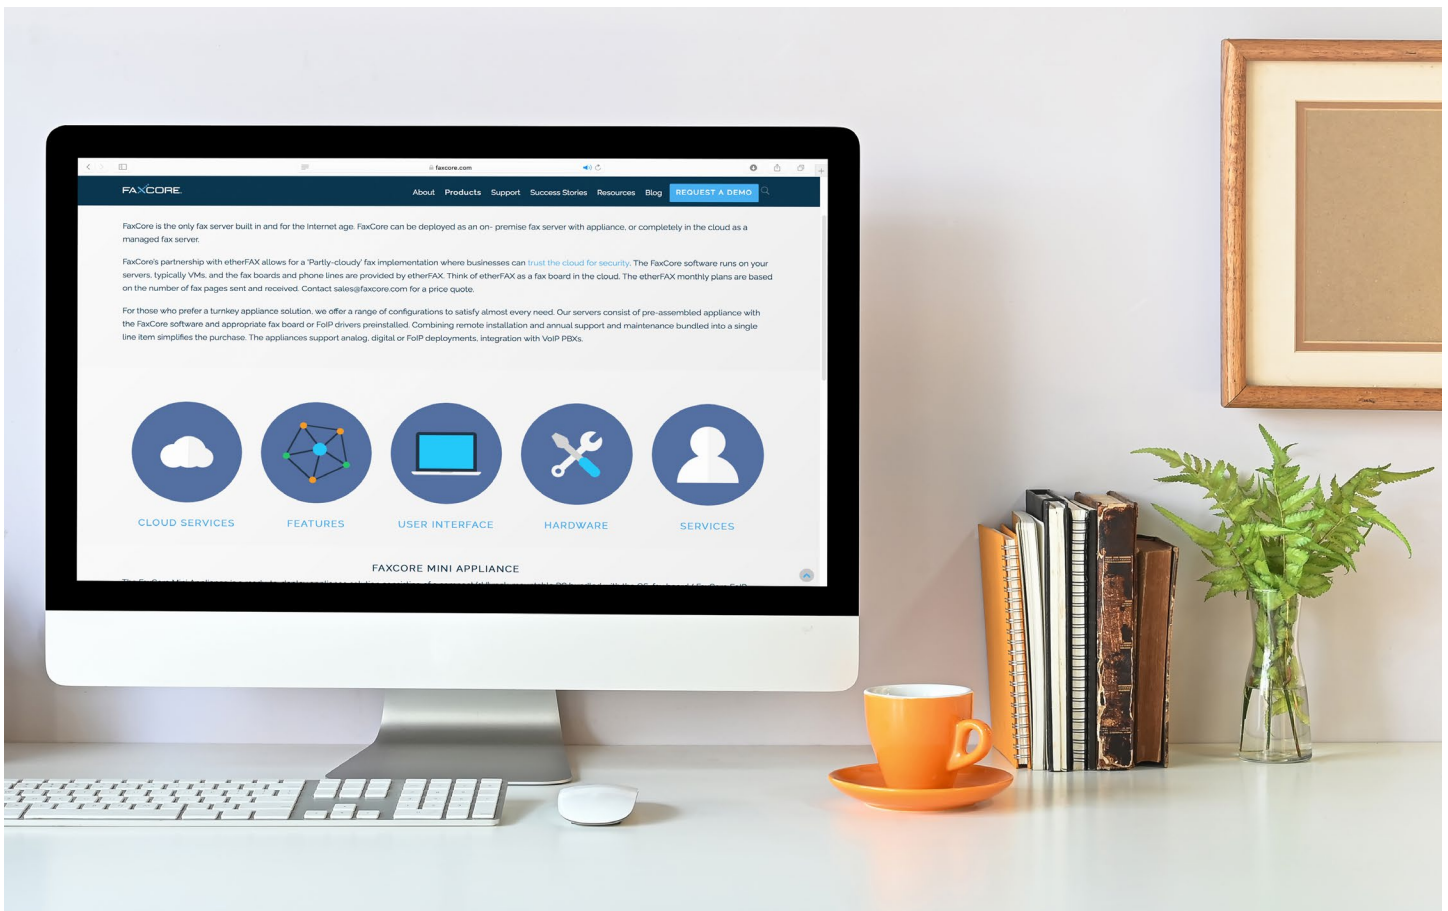 faxcore.com
FAXCORE.
About Products Support Success Stories Resources Blog REQUEST A DEMO
FaxCore is the only fax server built in and for the Internet age. FaxCore can be deployed as an on- premise fax server with appliance, or completely in the cloud as a
managed fax server.
FaxCore's partnership with etherFAX allows for a 'Partly-cloudy' fax implementation where businesses can trust the cloud for security. The FaxCore software runs on your
servers, typically VMs, and the fax boards and phone lines are provided by etherFAX. Think of etherFAX as a fax board in the cloud. The etherFAX monthly plans are based
on the number of fax pages sent and received. Contact sales@faxcore.com for a price quote.
For those who prefer a turnkey appliance solution, we offer a range of configurations to satisfy almost every need. Our servers consist of pre-assembled appliance with
the FaxCore software and appropriate fax board or FoIP drivers preinstalled. Combining remote installation and annual support and maintenance bundled into a single
line item simplifies the purchase. The appliances support analog, digital or FoIP deployments, integration with VoIP PBXs.
CLOUD SERVICES FEATURES USER INTERFACE HARDWARE SERVICES
FAXCORE MINI APPLIANCE